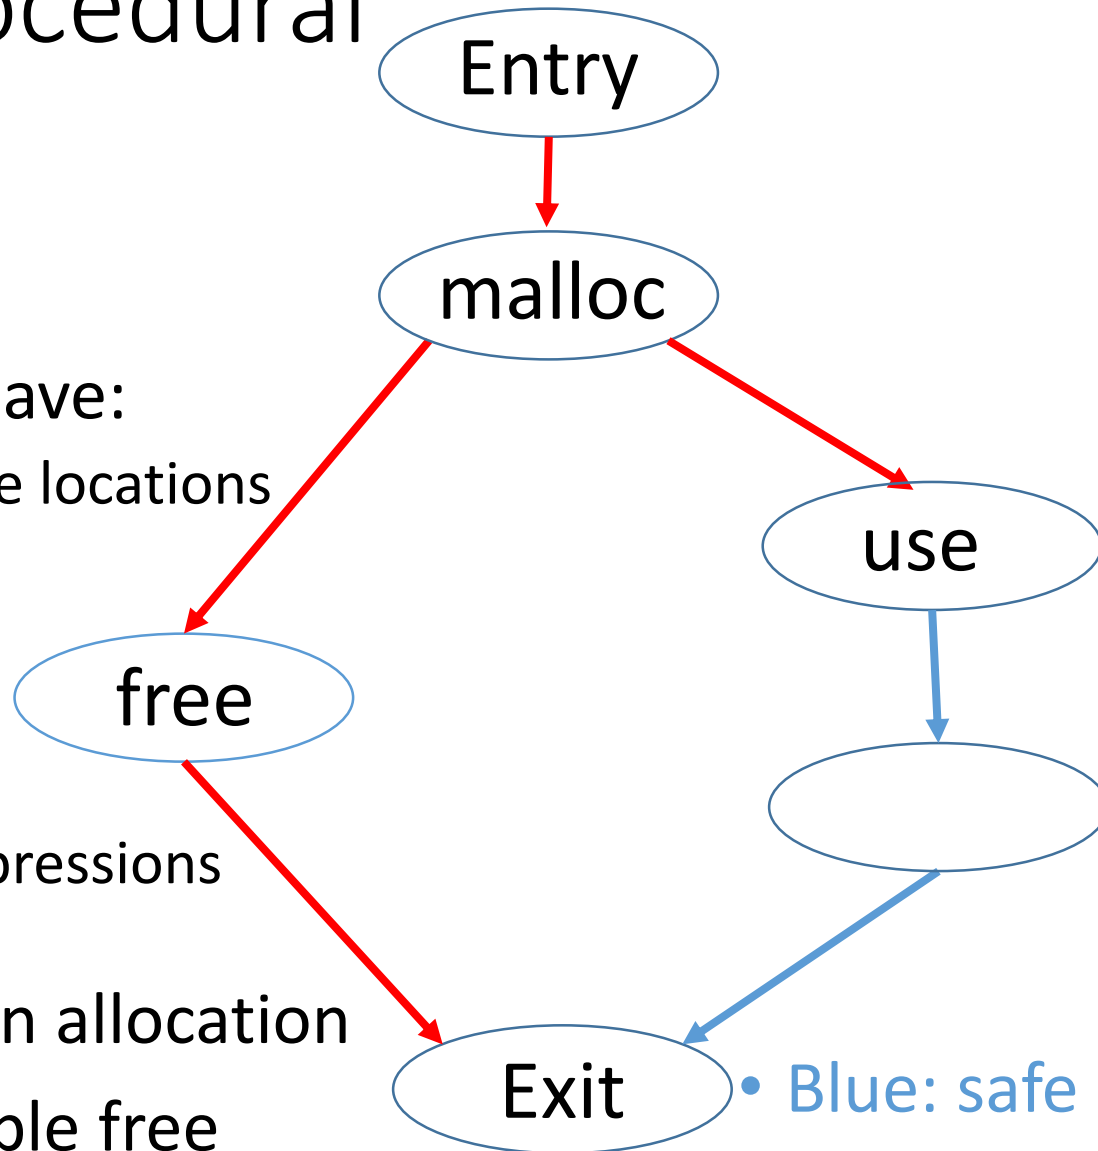 ocedural
Entry
malloc
ave:
e locations
use
free
pressions
n allocation
Exit
• Blue: safe
ble free